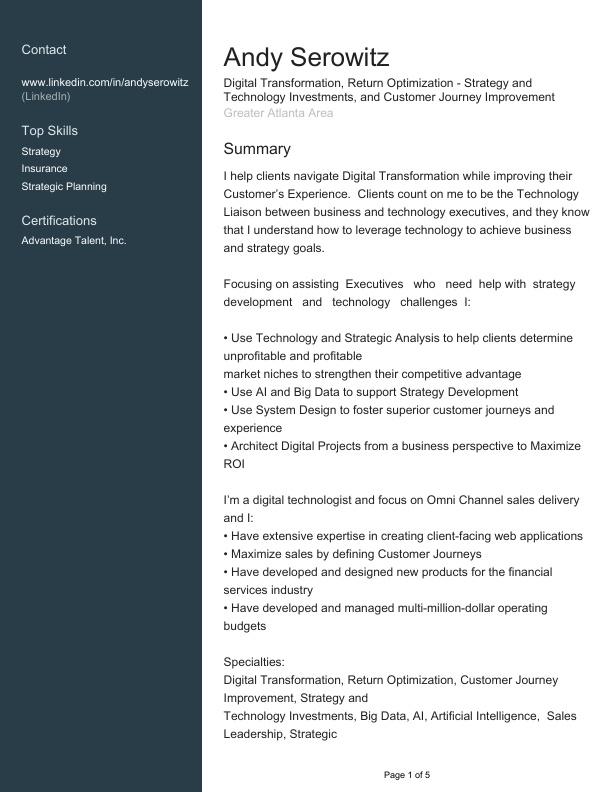 Contact
www.linkedin.com/in/andyserowitz
(LinkedIn)
Top Skills
Strategy
Insurance
Strategic Planning
Certifications
Advantage Talent, Inc.
Andy Serowitz
Digital Transformation, Return Optimization - Strategy and
Technology Investments, and Customer Journey Improvement
Greater Atlanta Area
Summary
I help clients navigate Digital Transformation while improving their
Customer's Experience.  Clients count on me to be the Technology
Liaison between business and technology executives, and they know
that I understand how to leverage technology to achieve business
and strategy goals.
Focusing on assisting  Executives   who   need  help with  strategy
development   and   technology   challenges  I:
• Use Technology and Strategic Analysis to help clients determine
unprofitable and profitable
market niches to strengthen their competitive advantage
• Use AI and Big Data to support Strategy Development
• Use System Design to foster superior customer journeys and
experience
• Architect Digital Projects from a business perspective to Maximize
ROI
I'm a digital technologist and focus on Omni Channel sales delivery
and I:
• Have extensive expertise in creating client-facing web applications
• Maximize sales by defining Customer Journeys
• Have developed and designed new products for the financial
services industry
• Have developed and managed multi-million-dollar operating
budgets
Specialties:
Digital Transformation, Return Optimization, Customer Journey
Improvement, Strategy and
Technology Investments, Big Data, AI, Artificial Intelligence,  Sales
Leadership, Strategic
Page 1 of 5